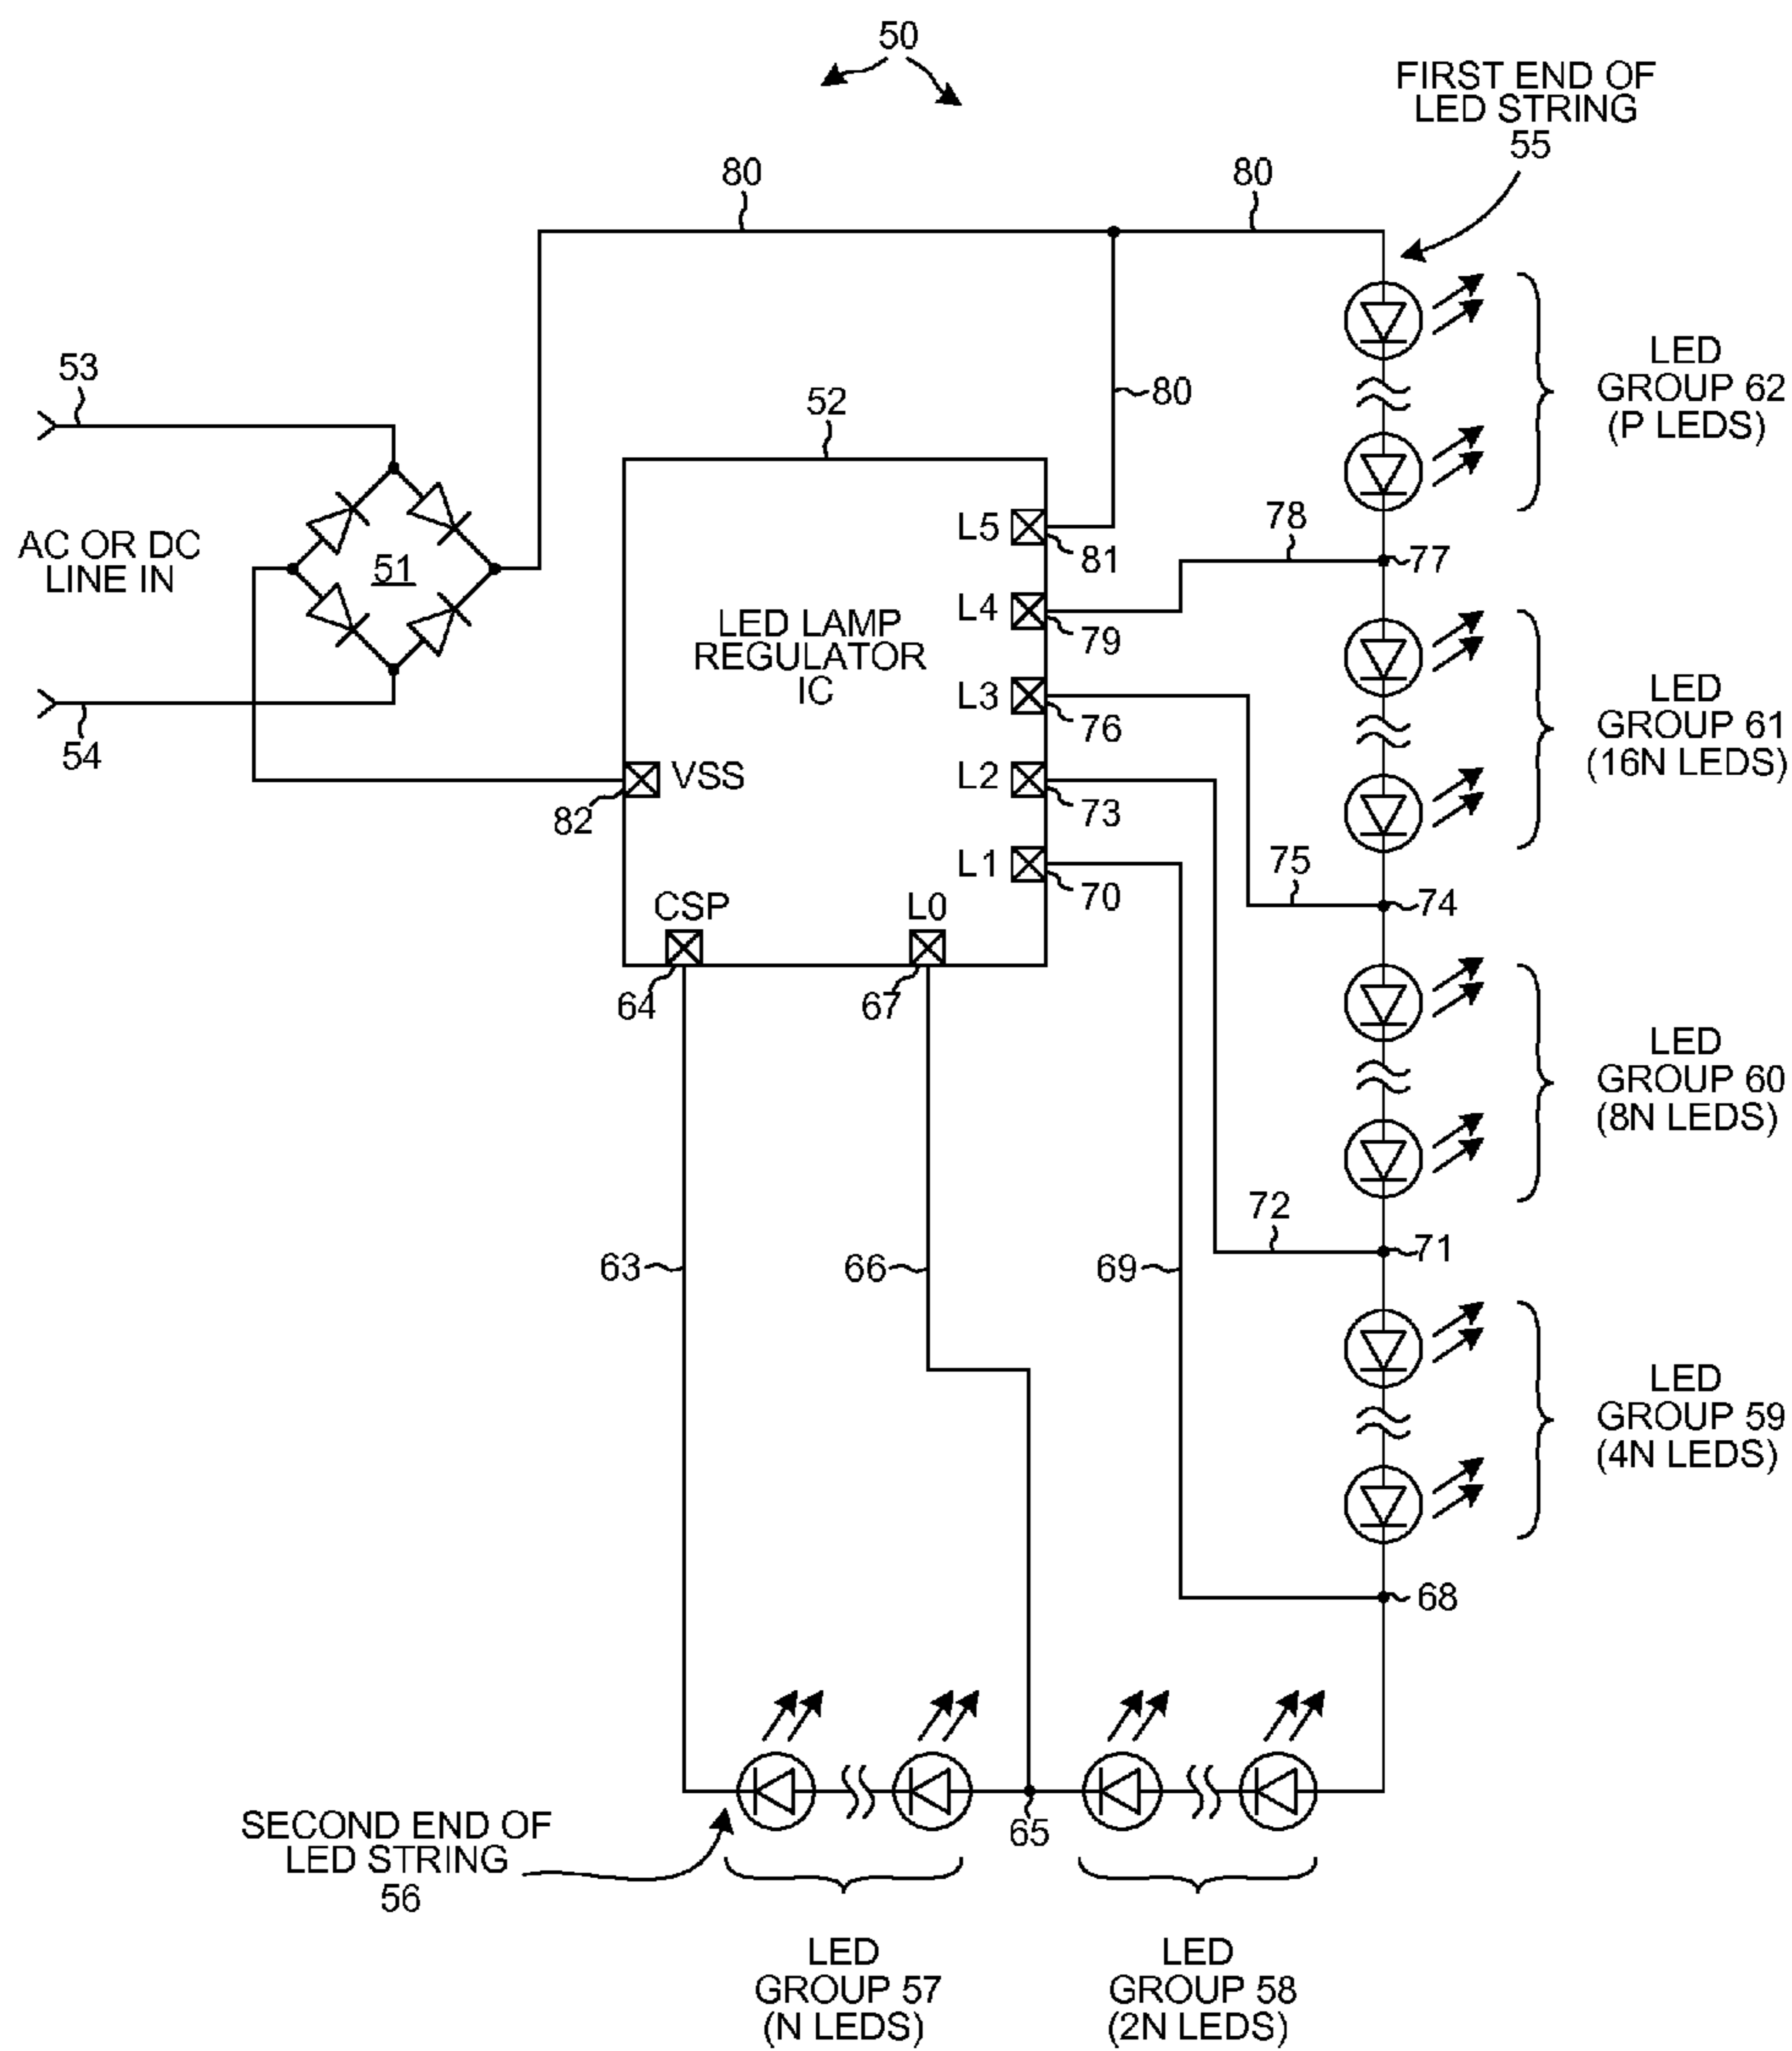 50
FIRST END OF
LED STRING
55
80
80
53
52
80
LED
GROUP 62
(P LEDS)
AC OR DC
LINE IN
51
L5
81
78
77
LED LAMP
REGULATOR
IC
L4
79
L3
76
LED
GROUP 61
(16N LEDS)
54
VSS
82
L2
73
L1
70
75
74
CSP
L0
64
67
LED
GROUP 60
(8N LEDS)
72
71
63
66
69
LED
GROUP 59
(4N LEDS)
68
SECOND END OF
LED STRING
56
65
LED
GROUP 57
(N LEDS)
LED
GROUP 58
(2N LEDS)